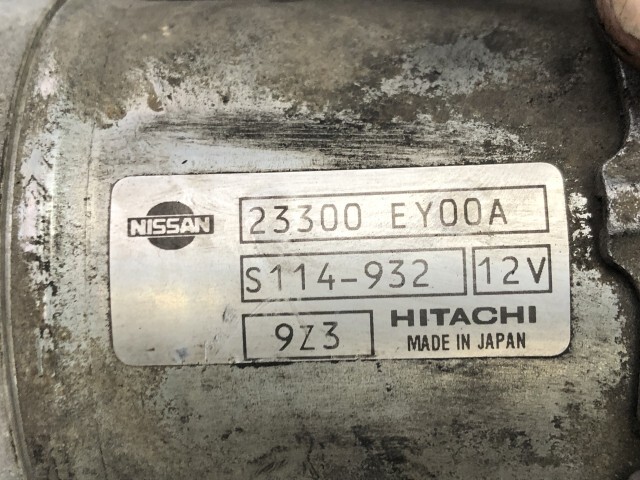 NISSAN
23300 EY00A
S114-932
12V
9Z3
HITACHI
MADE IN JAPAN